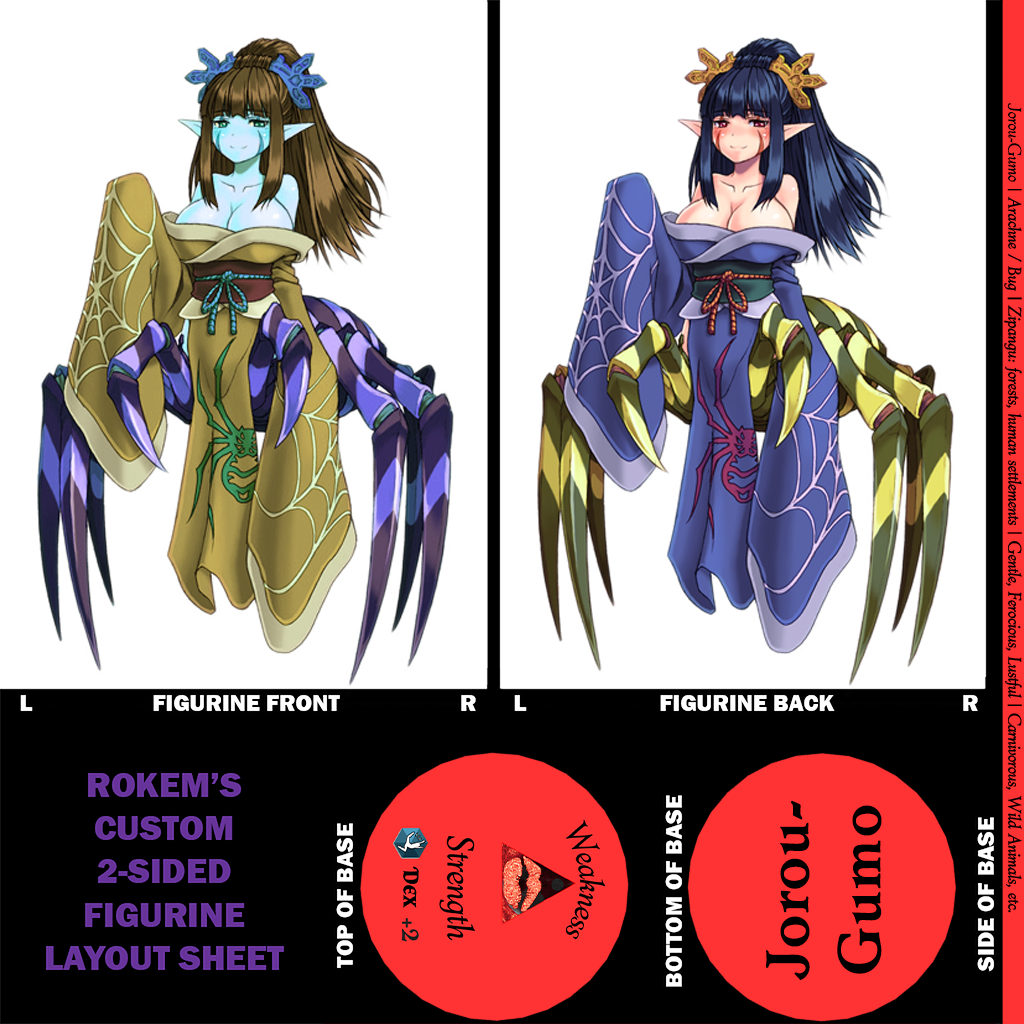 L FIGURINE FRONT R
L FIGURINE BACK R
Jorou-Gumo | Arachne / Bug | Zipangu: forests, human settlements | Gentle, Ferocious, Lustful | Carnivorous, Wild Animals, etc.
ROKEM'S
CUSTOM
2-SIDED
FIGURINE
LAYOUT SHEET
TOP OF BASE
Weakness
Strength
Dex +2
BOTTOM OF BASE
Jorou-
Gumo
SIDE OF BASE